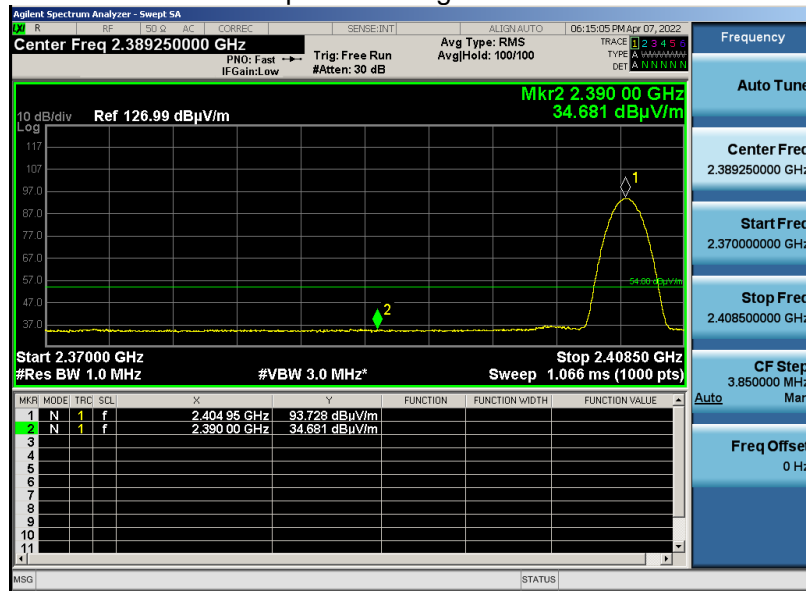 Agilent Spectrum Analyzer - Swept SA
LXI R RF 50 Ω AC CORREC SENSE:INT ALIGN AUTO 06:15:05 PM Apr 07, 2022
Center Freq 2.389250000 GHz
PNO: Fast
IFGain:Low
Trig: Free Run
#Atten: 30 dB
Avg Type: RMS
Avg|Hold: 100/100
TRACE 1 2 3 4 5 6
TYPE A WWWWW
DET A N N N N N
Mkr2 2.390 00 GHz
34.681 dBµV/m
10 dB/div Ref 126.99 dBµV/m
Log
117
107
97.0
87.0
77.0
67.0
57.0
47.0
37.0
1
54.00 dBµV/m
2
Start 2.37000 GHz Stop 2.40850 GHz
#Res BW 1.0 MHz #VBW 3.0 MHz* Sweep 1.066 ms (1000 pts)
MKR MODE TRC SCL X Y FUNCTION FUNCTION WIDTH FUNCTION VALUE
1 N 1 f 2.404 95 GHz 93.728 dBµV/m
2 N 1 f 2.390 00 GHz 34.681 dBµV/m
3
4
5
6
7
8
9
10
11
MSG STATUS
Frequency
Auto Tune
Center Freq
2.389250000 GHz
Start Freq
2.370000000 GHz
Stop Freq
2.408500000 GHz
CF Step
3.850000 MHz
Auto Man
Freq Offset
0 Hz